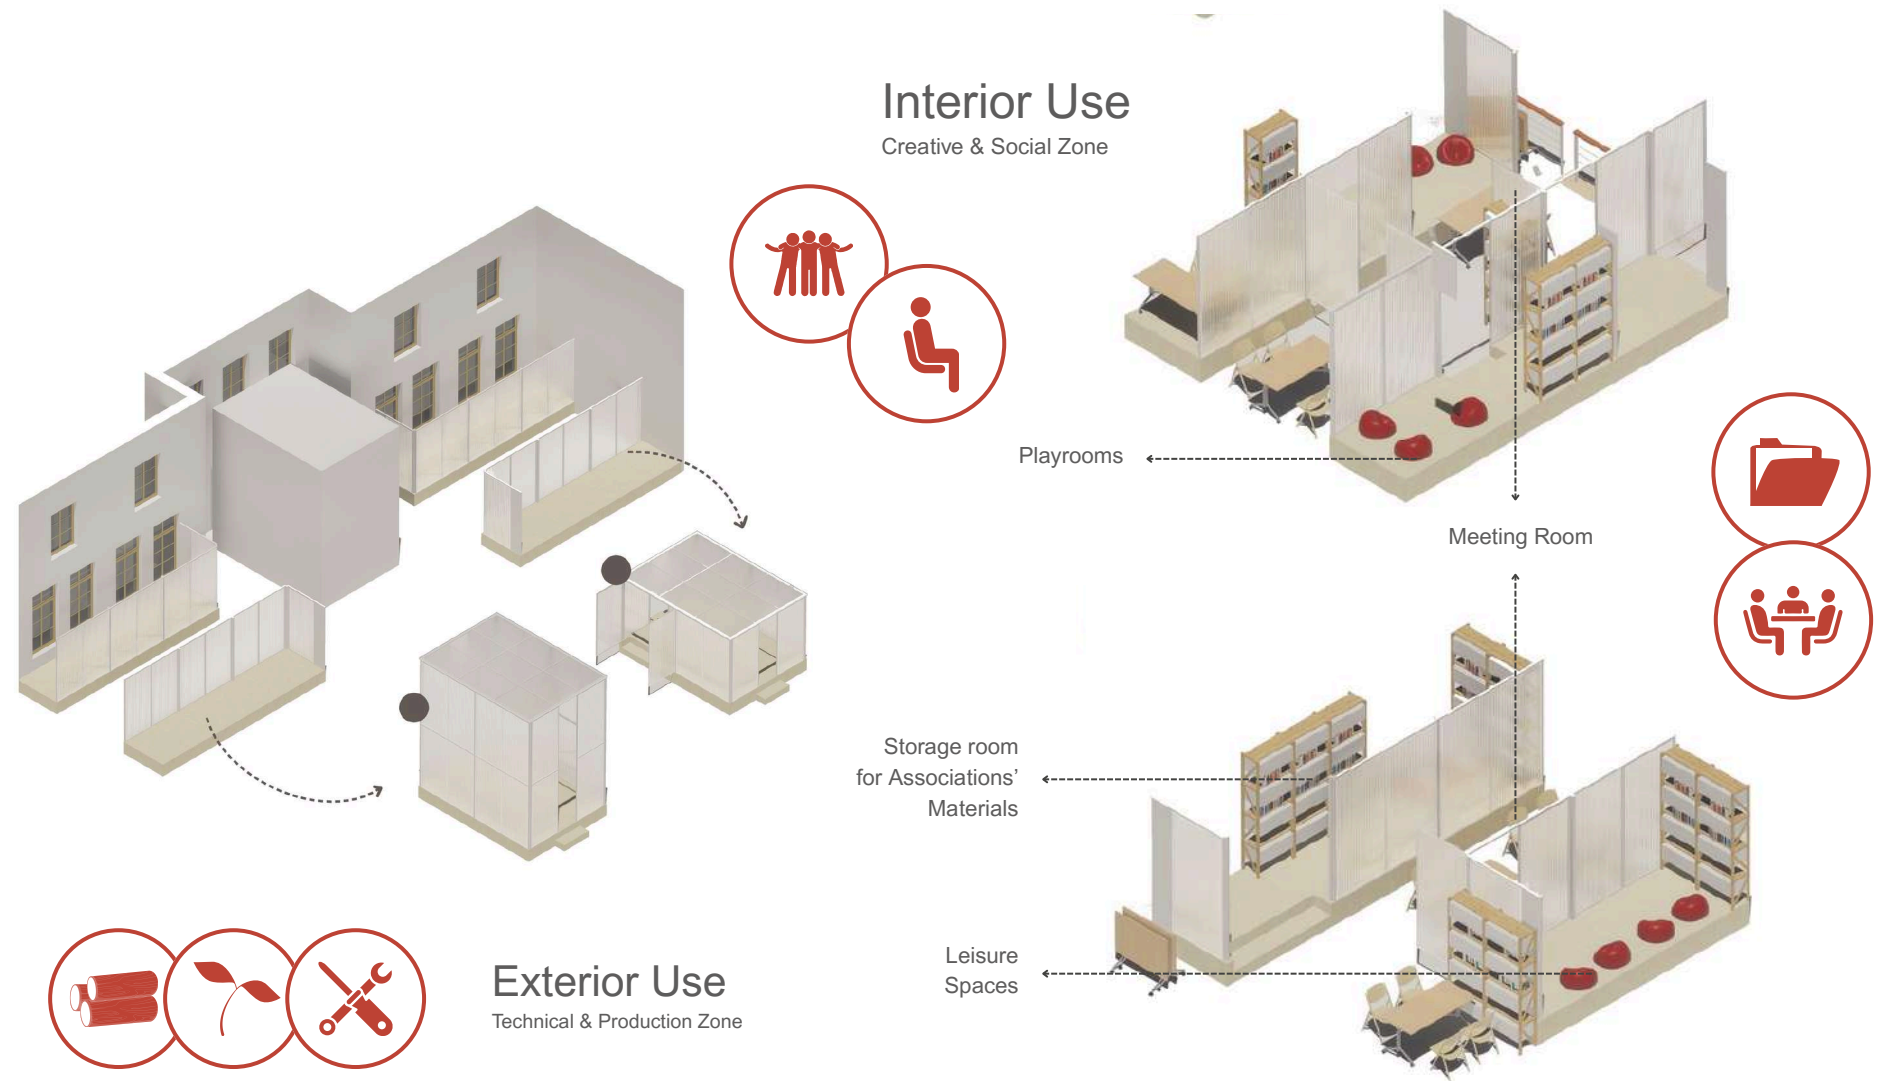 Interior Use
Creative & Social Zone
Playrooms
Meeting Room
Storage room
for Associations’
Materials
Leisure
Spaces
Exterior Use
Technical & Production Zone